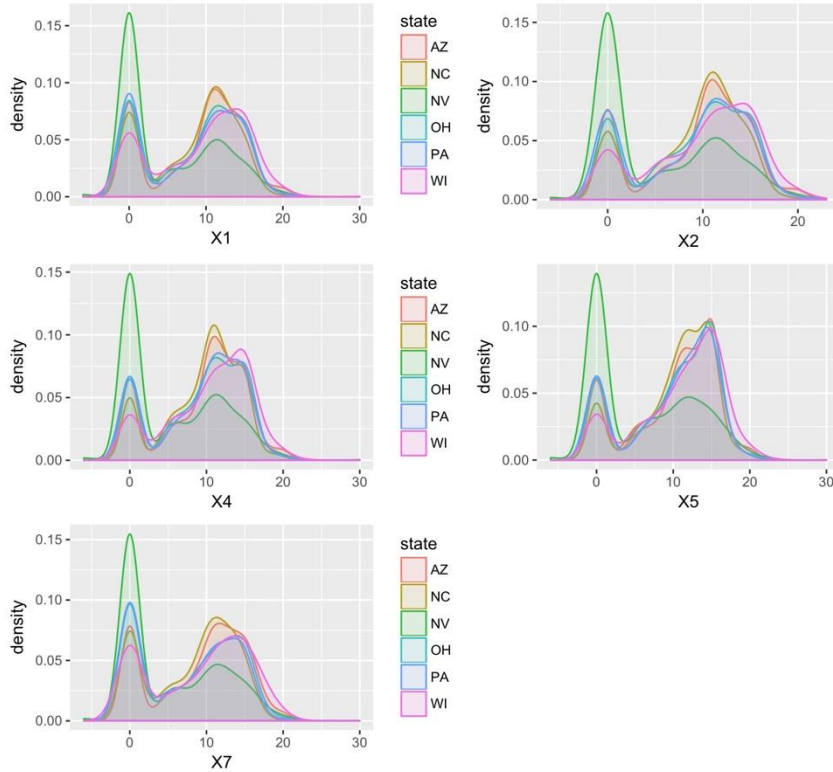 density
0.15
0.10
0.05
0.00
0 10 20 30
X1
state
AZ
NC
NV
OH
PA
WI
density
0.15
0.10
0.05
0.00
0 10 20
X2
density
0.15
0.10
0.05
0.00
0 10 20 30
X4
state
AZ
NC
NV
OH
PA
WI
density
0.10
0.05
0.00
0 10 20 30
X5
density
0.15
0.10
0.05
0.00
0 10 20 30
X7
state
AZ
NC
NV
OH
PA
WI